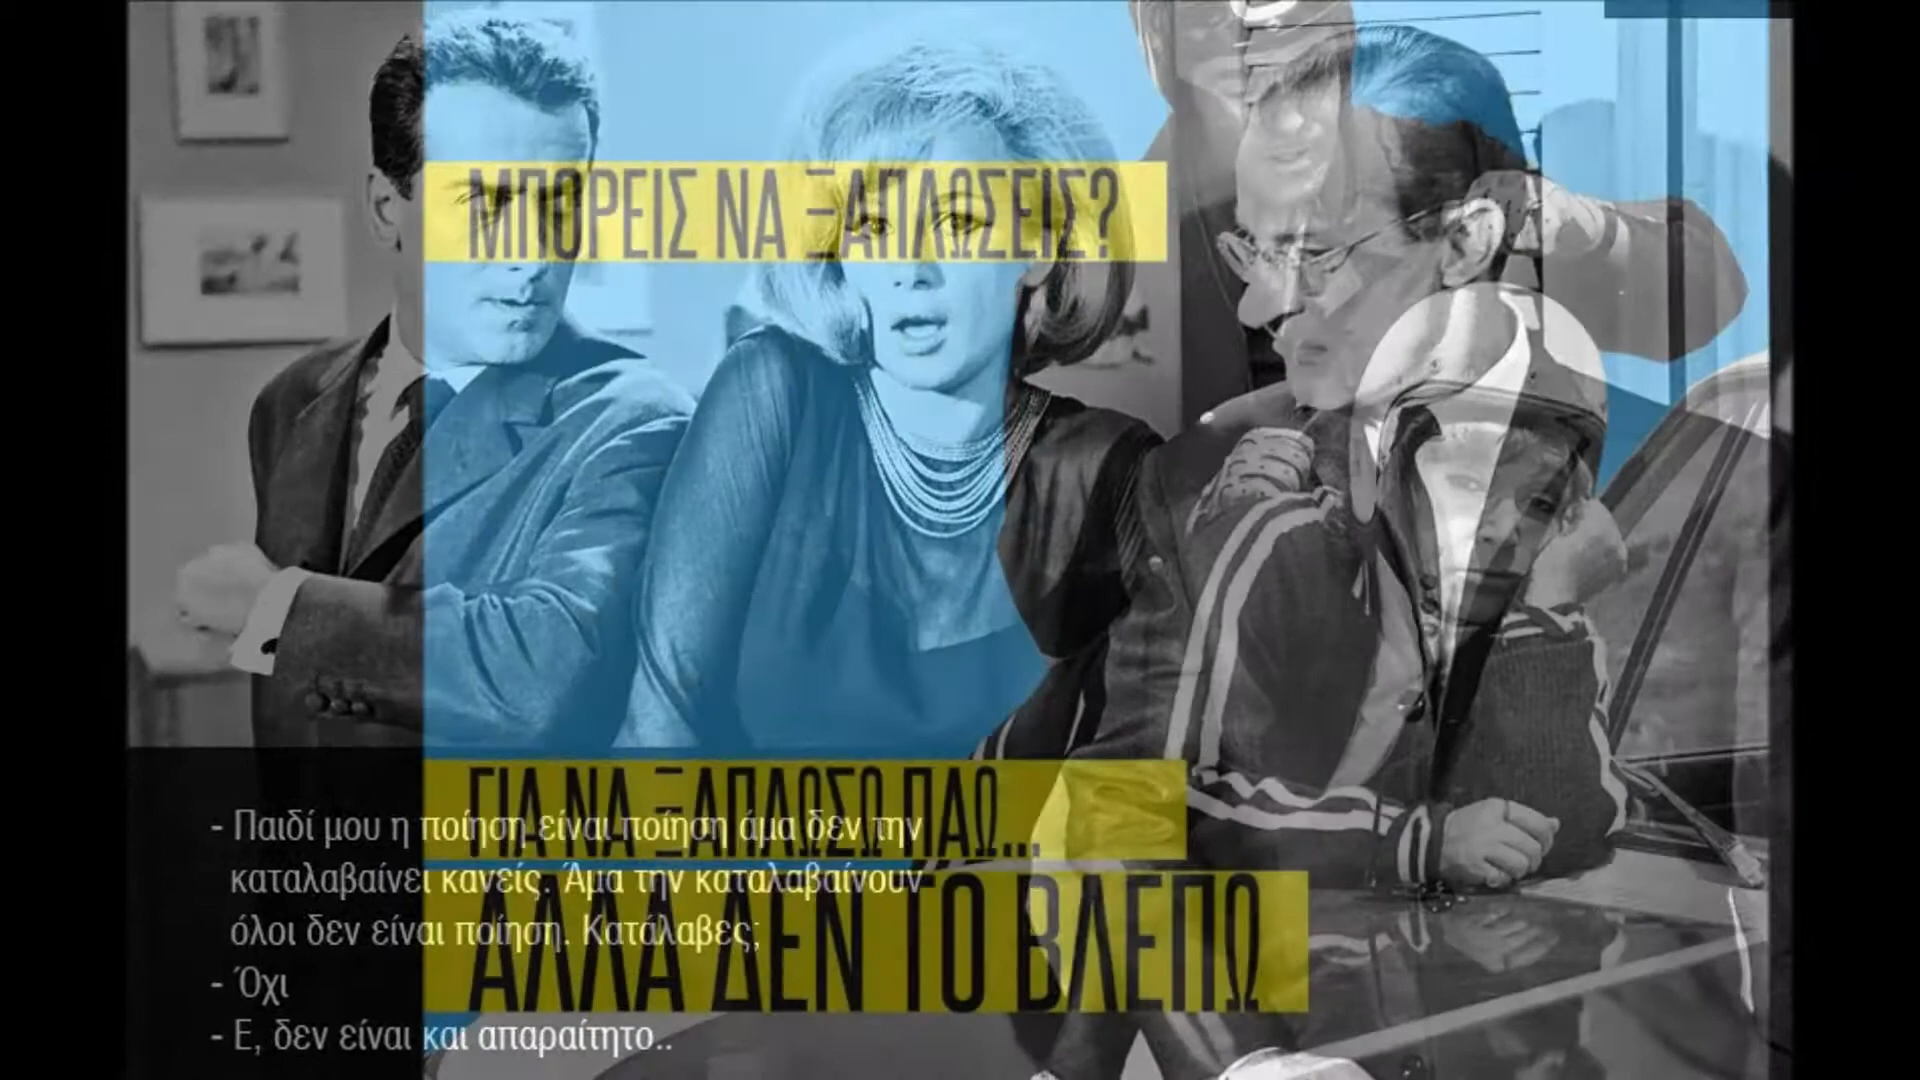 ΜΠΟΡΕΙΣ ΝΑ ΞΑΠΛΩΣΕΙΣ?
ΓΙΑ ΝΑ ΞΑΠΛΩΣΩ ΠΑΩ...
ΑΛΛΑ ΔΕΝ ΤΟ ΒΛΕΠΩ
- Παιδί μου η ποίηση είναι ποίηση άμα δεν την
καταλαβαίνει κανείς. Άμα την καταλαβαίνουν
όλοι δεν είναι ποίηση. Κατάλαβες;
- Όχι
- Ε, δεν είναι και απαραίτητο..